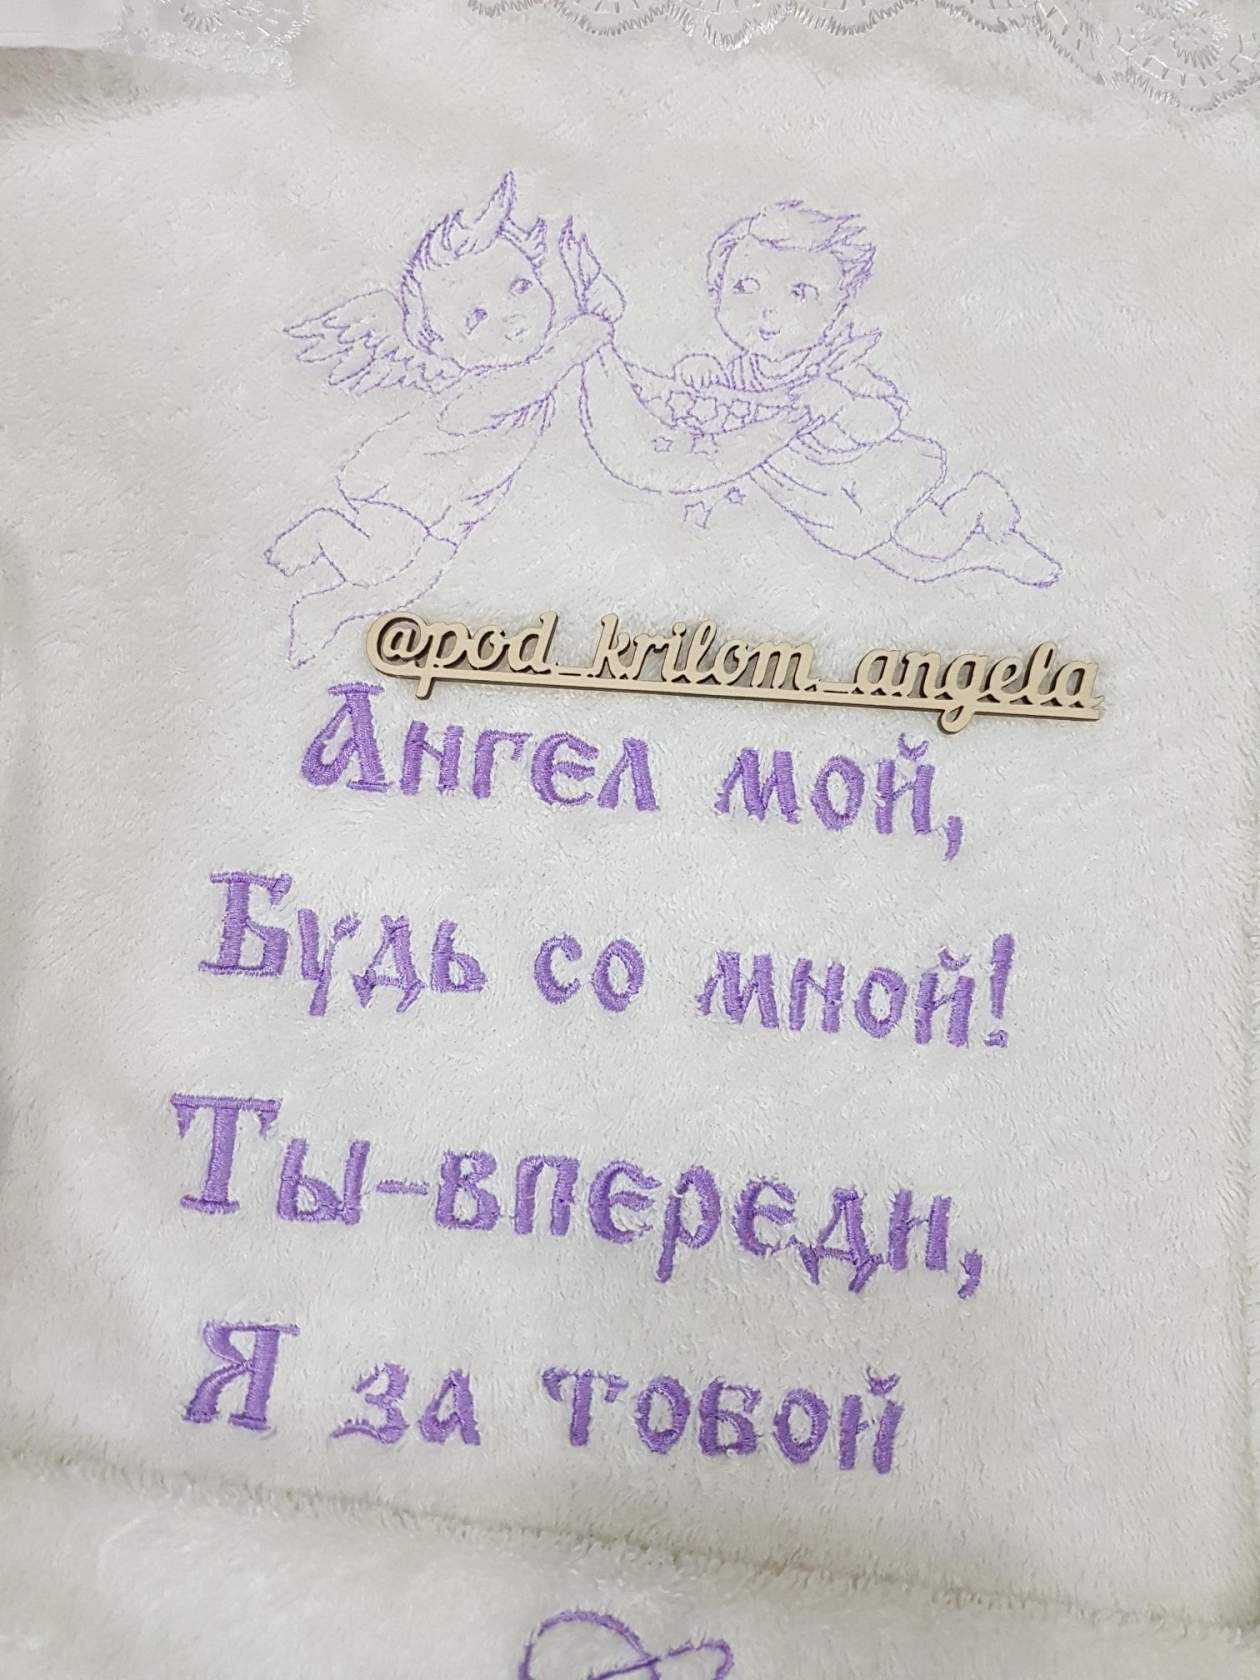 @pod_krilom_angela
Ангел мой,
Будь со мной!
Ты-впереди,
Я за тобой